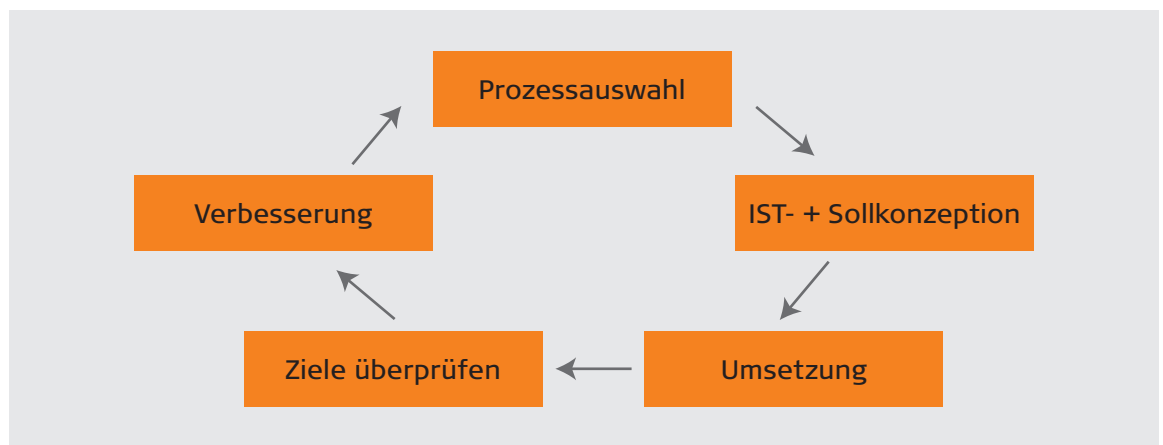 Prozessauswahl
Verbesserung
IST- + Sollkonzeption
Ziele überprüfen
Umsetzung